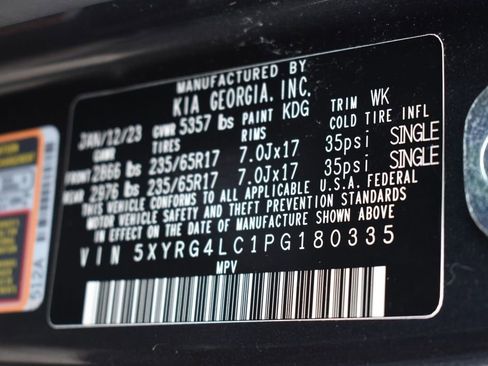 MANUFACTURED BY
KIA GEORGIA, INC.
JAN/12/23 GVWR 5357 lbs PAINT KDG TRIM WK
GAWR TIRES RIMS COLD TIRE INFL
FRONT 2866 lbs 235/65R17 7.0Jx17 35psi SINGLE
REAR 2976 lbs 235/65R17 7.0Jx17 35psi SINGLE
THIS VEHICLE CONFORMS TO ALL APPLICABLE U.S.A. FEDERAL
MOTOR VEHICLE SAFETY AND THEFT PREVENTION STANDARDS
IN EFFECT ON THE DATE OF MANUFACTURE SHOWN ABOVE
VIN 5XYRG4LC1PG180335
MPV
512A